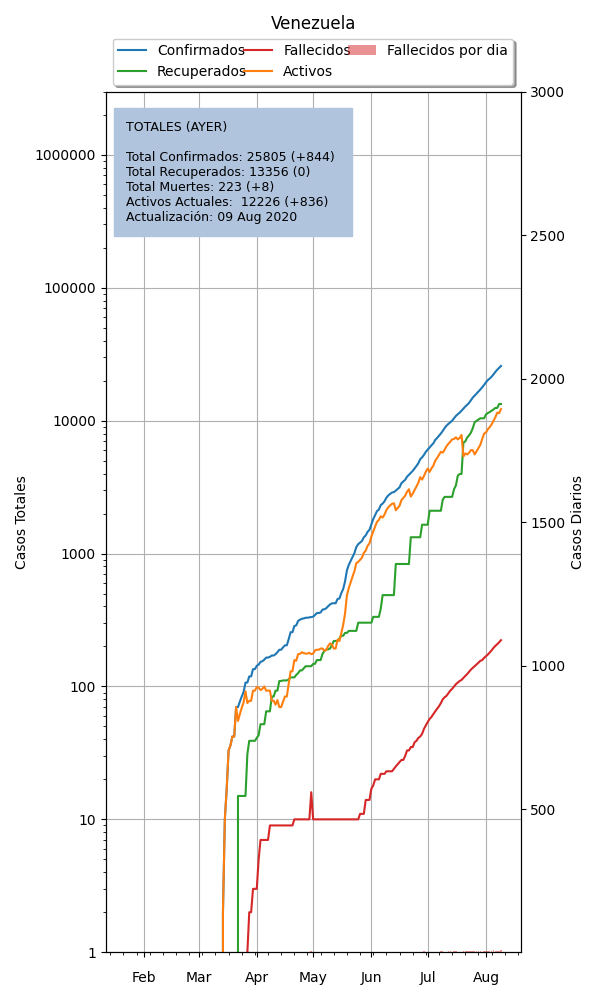 Venezuela
Confirmados
Recuperados
Fallecidos
Activos
Fallecidos por dia
TOTALES (AYER)
Total Confirmados: 25805 (+844)
Total Recuperados: 13356 (0)
Total Muertes: 223 (+8)
Activos Actuales:  12226 (+836)
Actualización: 09 Aug 2020
1000000
100000
10000
1000
100
10
1
Casos Totales
3000
2500
2000
1500
1000
500
Casos Diarios
Feb Mar Apr May Jun Jul Aug